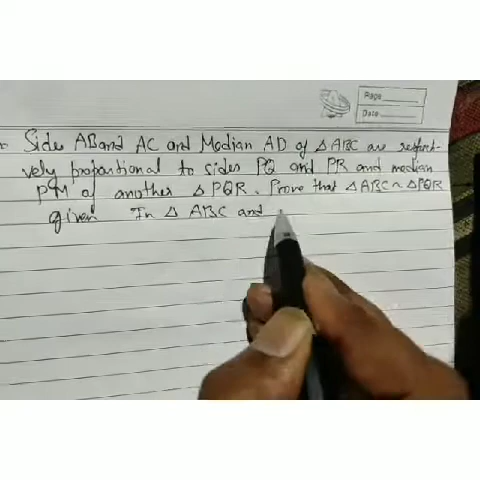 Page
Date
Sides AB and AC and Median AD of △ABC are respect-
vely proportional to sides PQ and PR and median
PM of another △PQR. Prove that △ABC ~ △PQR
given In △ ABC and